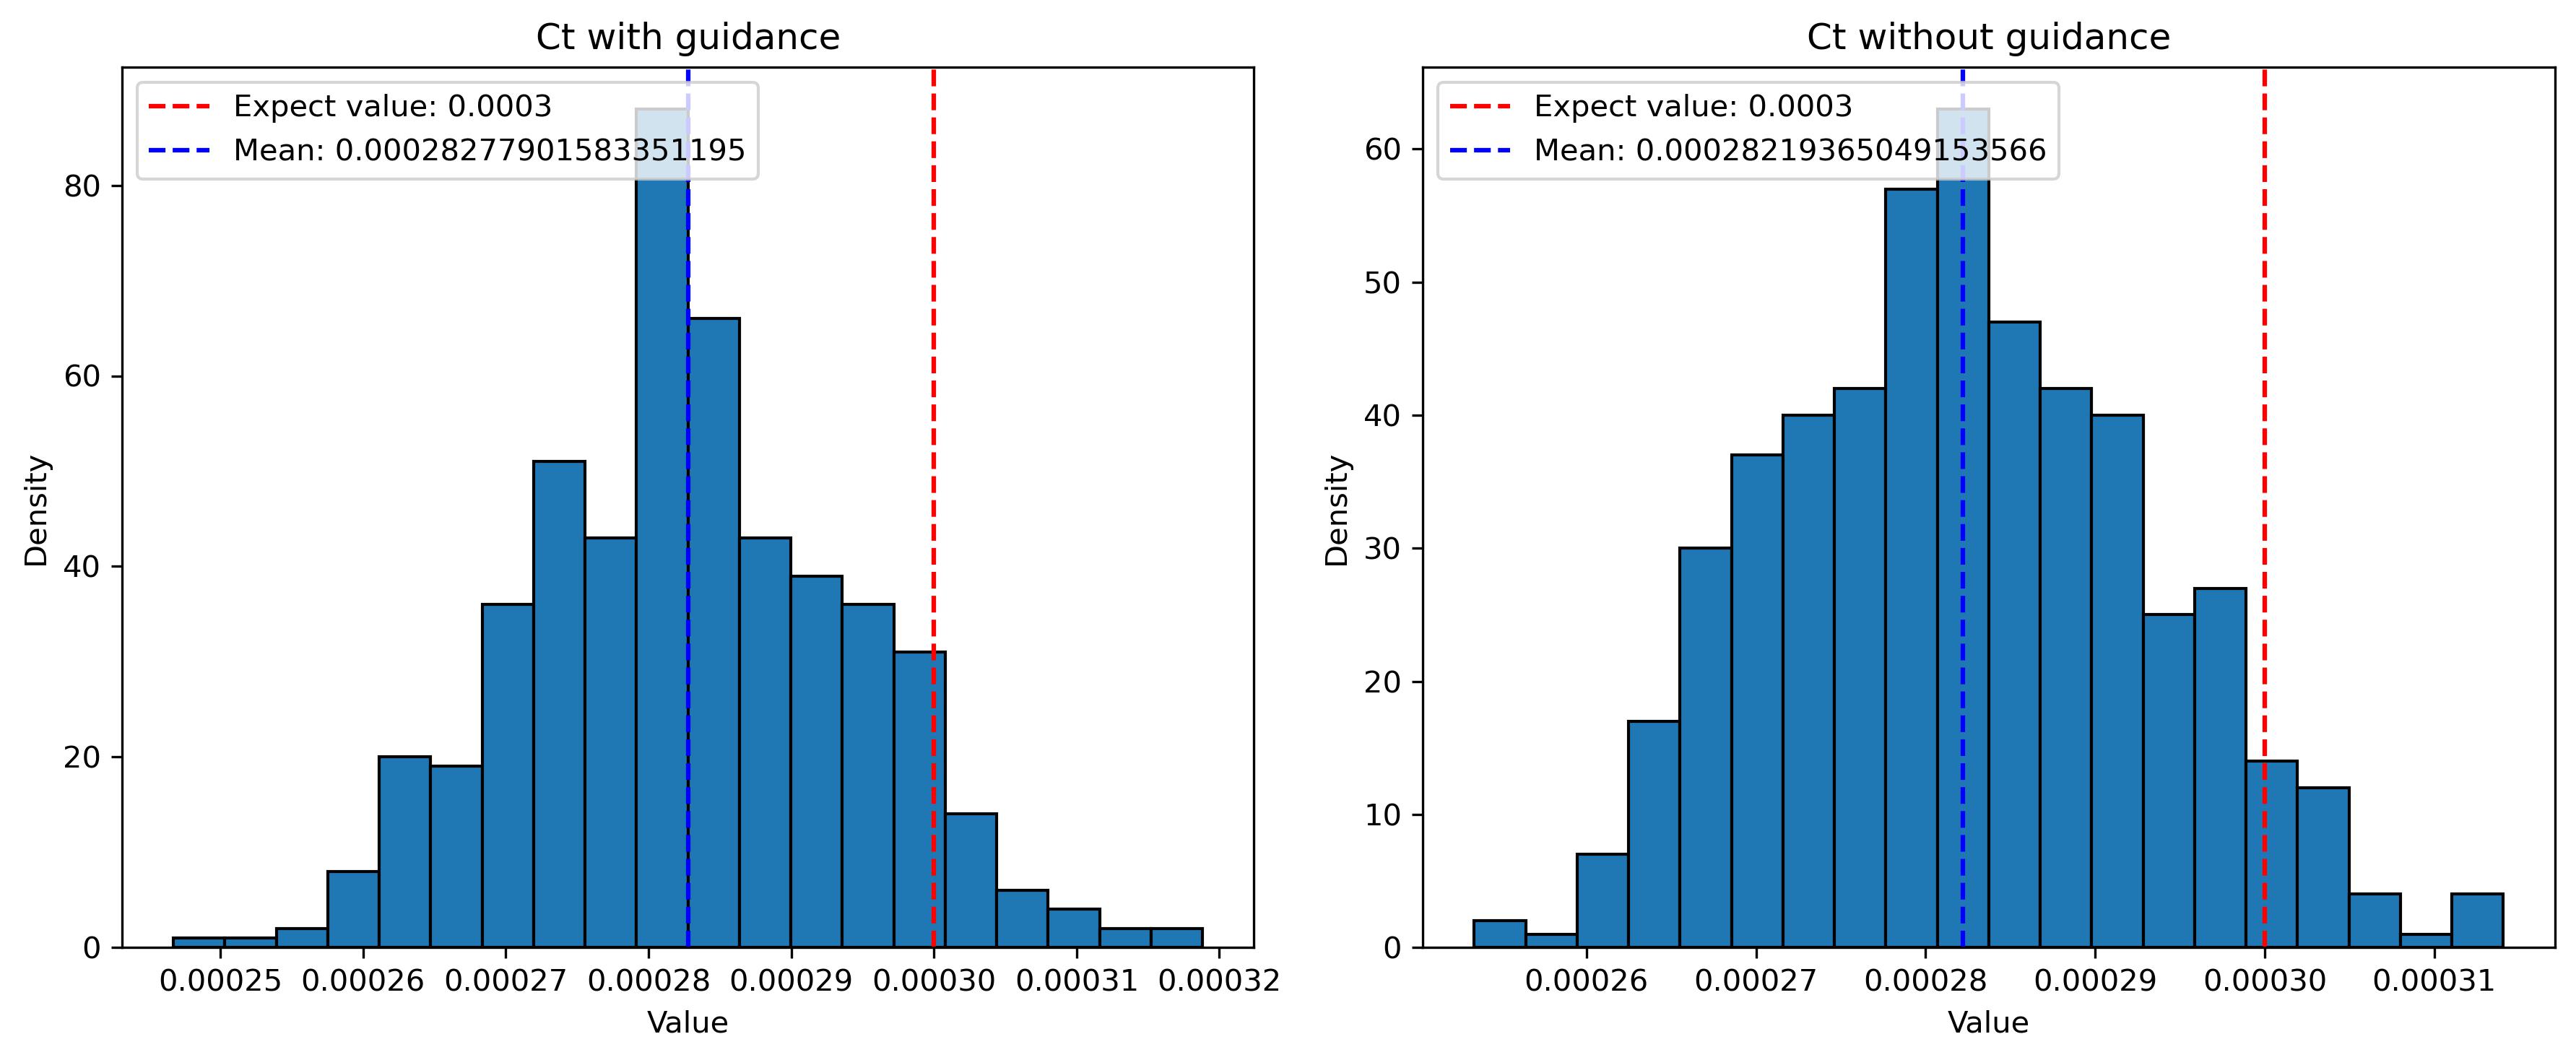 Ct with guidance
Expect value: 0.0003
Mean: 0.00028277901583351195
80
60
40
20
0
Density
0.00025 0.00026 0.00027 0.00028 0.00029 0.00030 0.00031 0.00032
Value
Ct without guidance
Expect value: 0.0003
Mean: 0.00028219365049153566
60
50
40
30
20
10
0
Density
0.00026 0.00027 0.00028 0.00029 0.00030 0.00031
Value